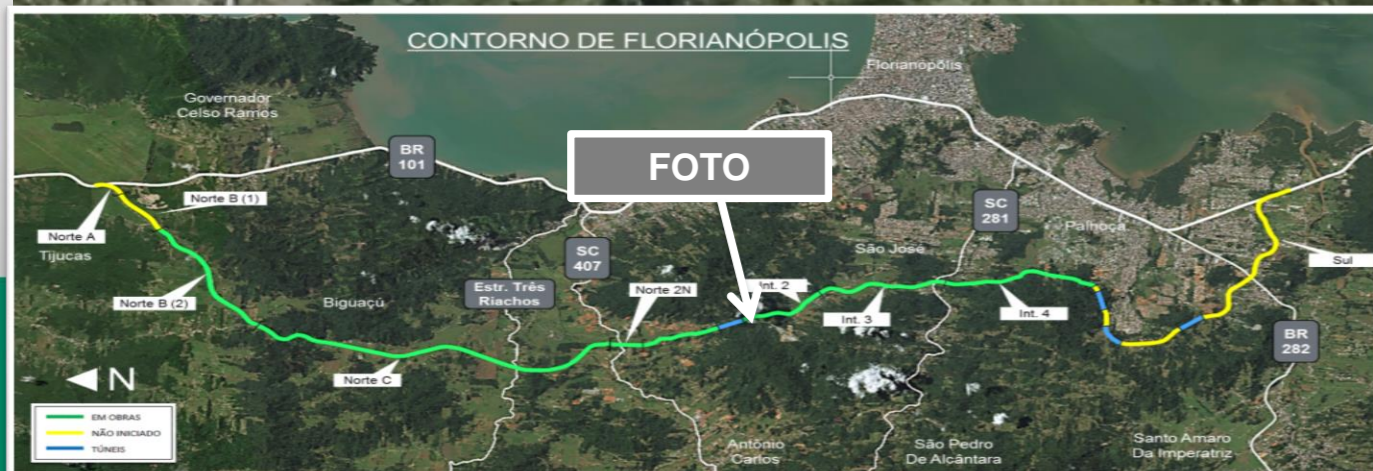 CONTORNO DE FLORIANÓPOLIS
Florianópolis
Governador
Celso Ramos
BR
101
FOTO
Norte B (1)
SC
281
Norte A
Tijucas
Palhoça
SC
407
São José
Sul
Estr. Três
Riachos
Norte 2N
Int. 2
Norte B (2)
Biguaçú
Int. 3
Int. 4
BR
282
N
Norte C
EM OBRAS
NÃO INICIADO
TÚNEIS
Antônio
Carlos
São Pedro
De Alcântara
Santo Amaro
Da Imperatriz